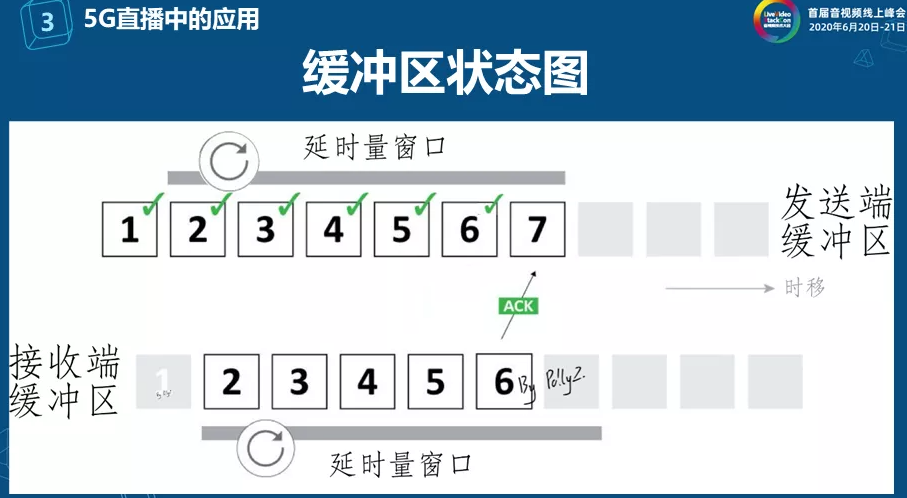 3 5G直播中的应用
LiveVideo
StackCon
首届音视频线上峰会
2020年6月20日-21日
缓冲区状态图
延时量窗口
1 2 3 4 5 6 7
发送端
缓冲区
ACK
时移
接收端
缓冲区
1 2 3 4 5 6
By PollyZ.
延时量窗口